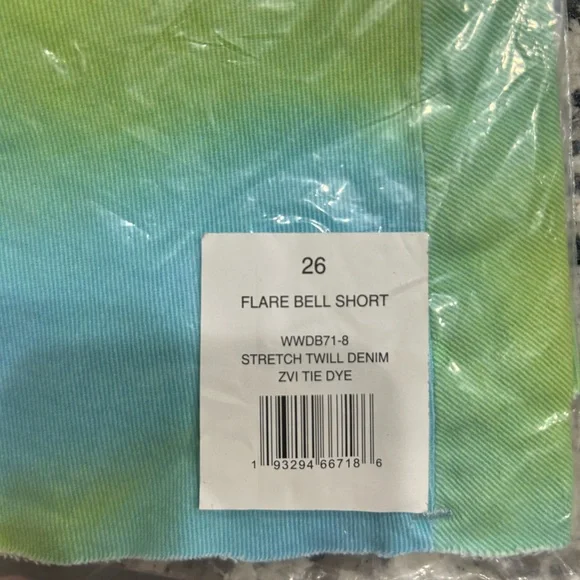 26
FLARE BELL SHORT
WWDB71-8
STRETCH TWILL DENIM
ZVI TIE DYE
1 93294 66718 6